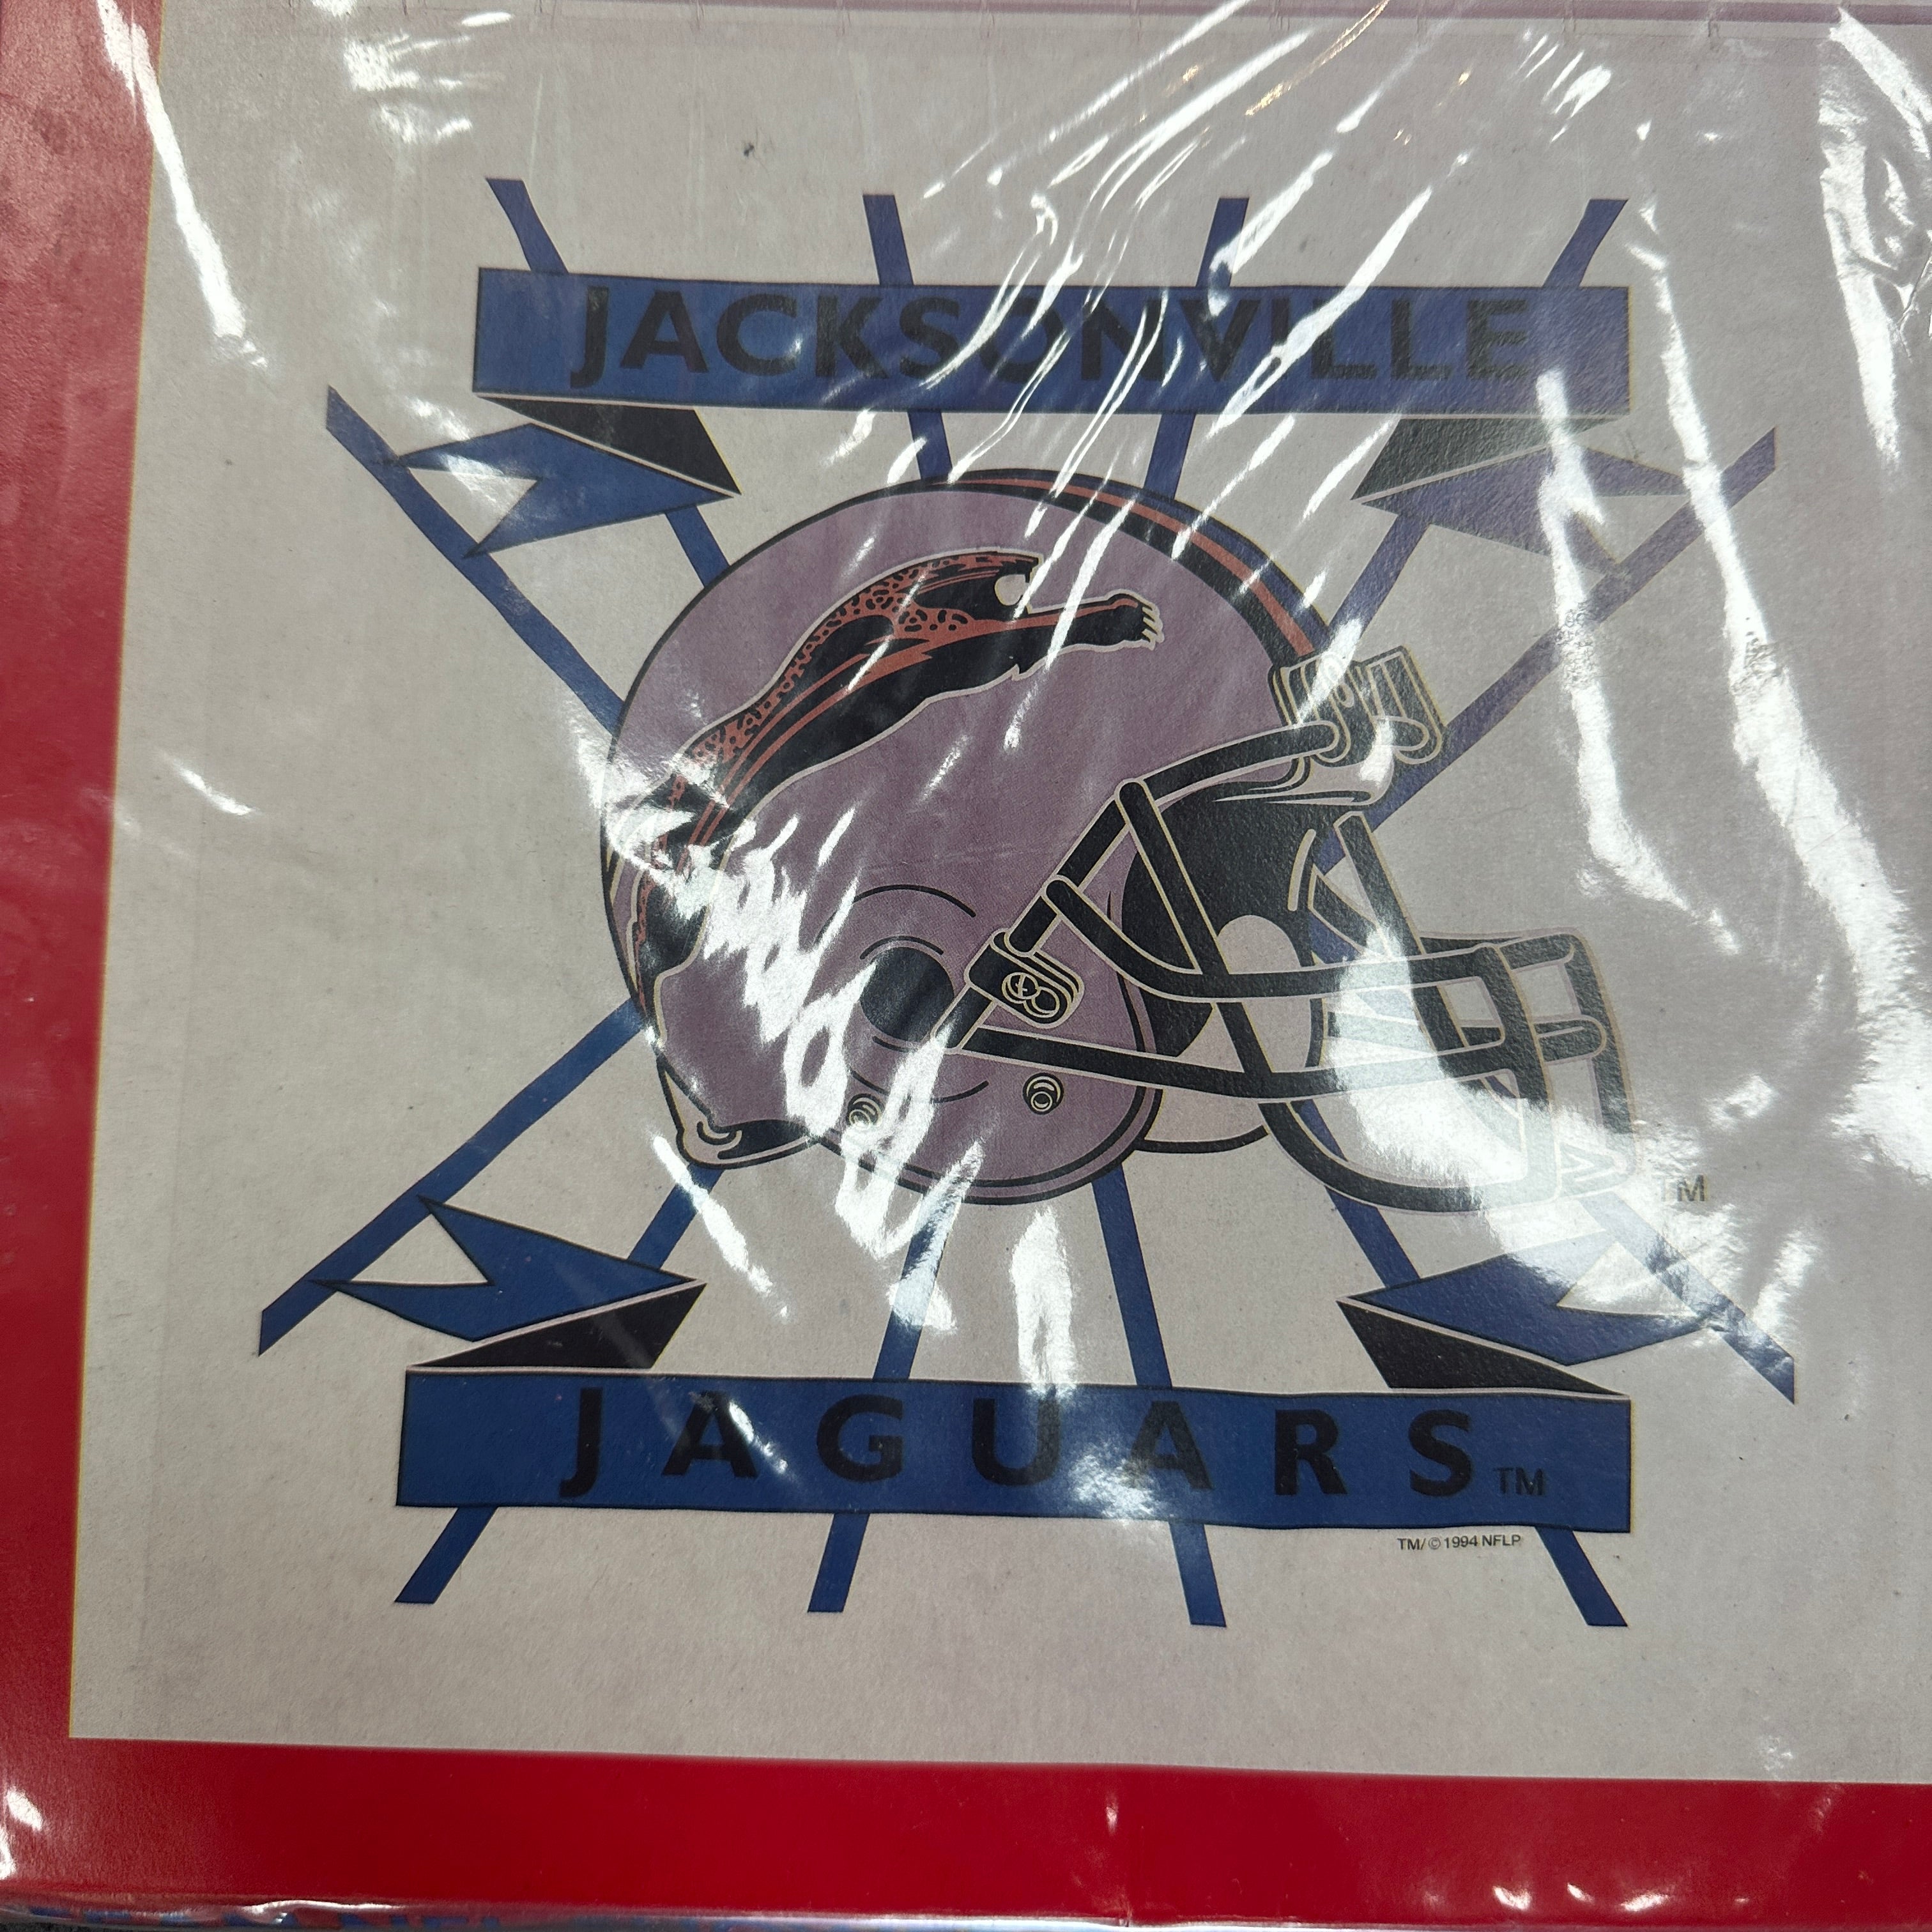 JACKSONVILLE
TM
JAGUARS TM
TM/© 1994 NFLP